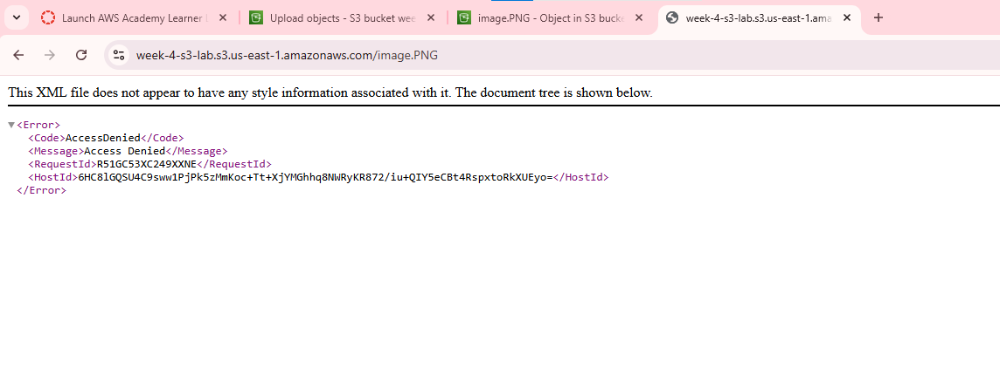 Launch AWS Academy Learner
Upload objects - S3 bucket wee
image.PNG - Object in S3 bucke
week-4-s3-lab.s3.us-east-1.ama
week-4-s3-lab.s3.us-east-1.amazonaws.com/image.PNG
This XML file does not appear to have any style information associated with it. The document tree is shown below.
<Error>
<Code>AccessDenied</Code>
<Message>Access Denied</Message>
<RequestId>R51GC53XC249XXNE</RequestId>
<HostId>6HC8lGQSU4C9sww1PjPk5zMmKoc+Tt+XjYMGhhq8NWRyKR872/iu+QIY5eCBt4RspxtoRkXUEyo=</HostId>
</Error>